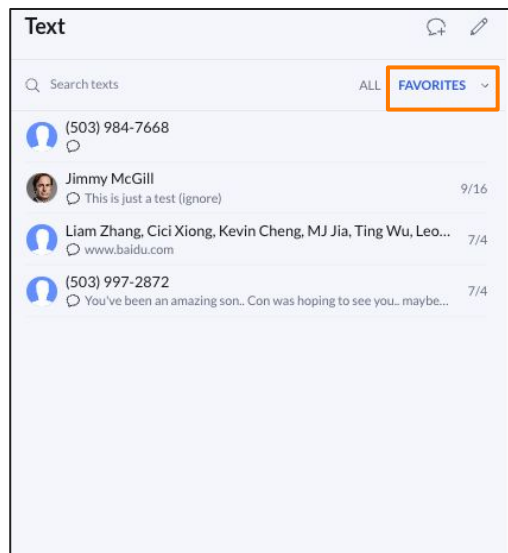 Text
Search texts
ALL FAVORITES
(503) 984-7668
Jimmy McGill
This is just a test (ignore)
9/16
Liam Zhang, Cici Xiong, Kevin Cheng, MJ Jia, Ting Wu, Leo...
www.baidu.com
7/4
(503) 997-2872
You've been an amazing son.. Con was hoping to see you.. maybe...
7/4